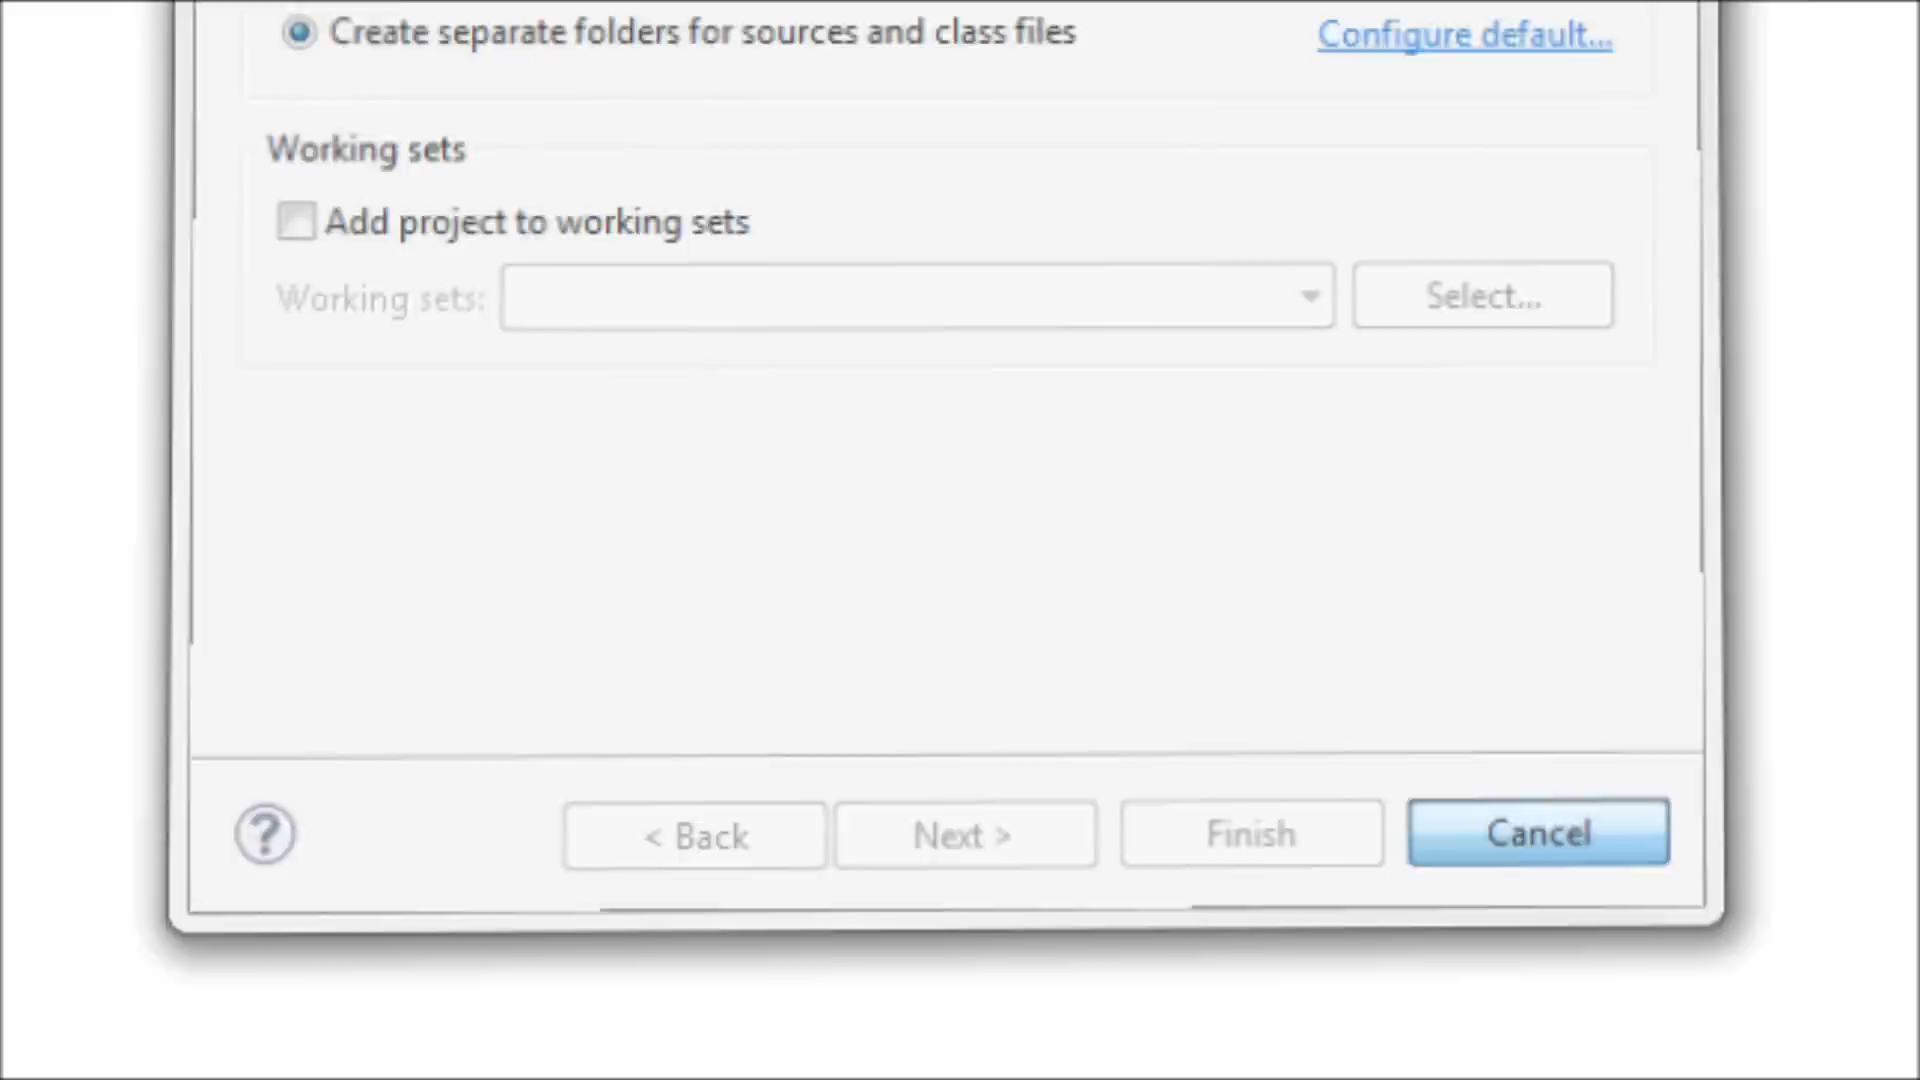 Create separate folders for sources and class files Configure default...
Working sets
Add project to working sets
Working sets: Select...
? < Back Next > Finish Cancel